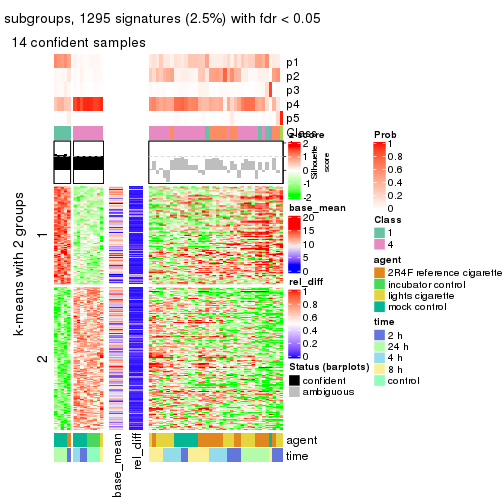 subgroups, 1295 signatures (2.5%) with fdr < 0.05
14 confident samples
p1
p2
p3
p4
p5
Class
Silhouette
score
k-means with 2 groups
1
2
base_mean
rel_diff
agent
time
z-score
2
1
0
-1
-2
base_mean
20
15
10
5
0
rel_diff
1
0.8
0.6
0.4
0.2
0
Status (barplots)
confident
ambiguous
Prob
1
0.8
0.6
0.4
0.2
0
Class
1
4
agent
2R4F reference cigarette
incubator control
lights cigarette
mock control
time
2 h
24 h
4 h
8 h
control